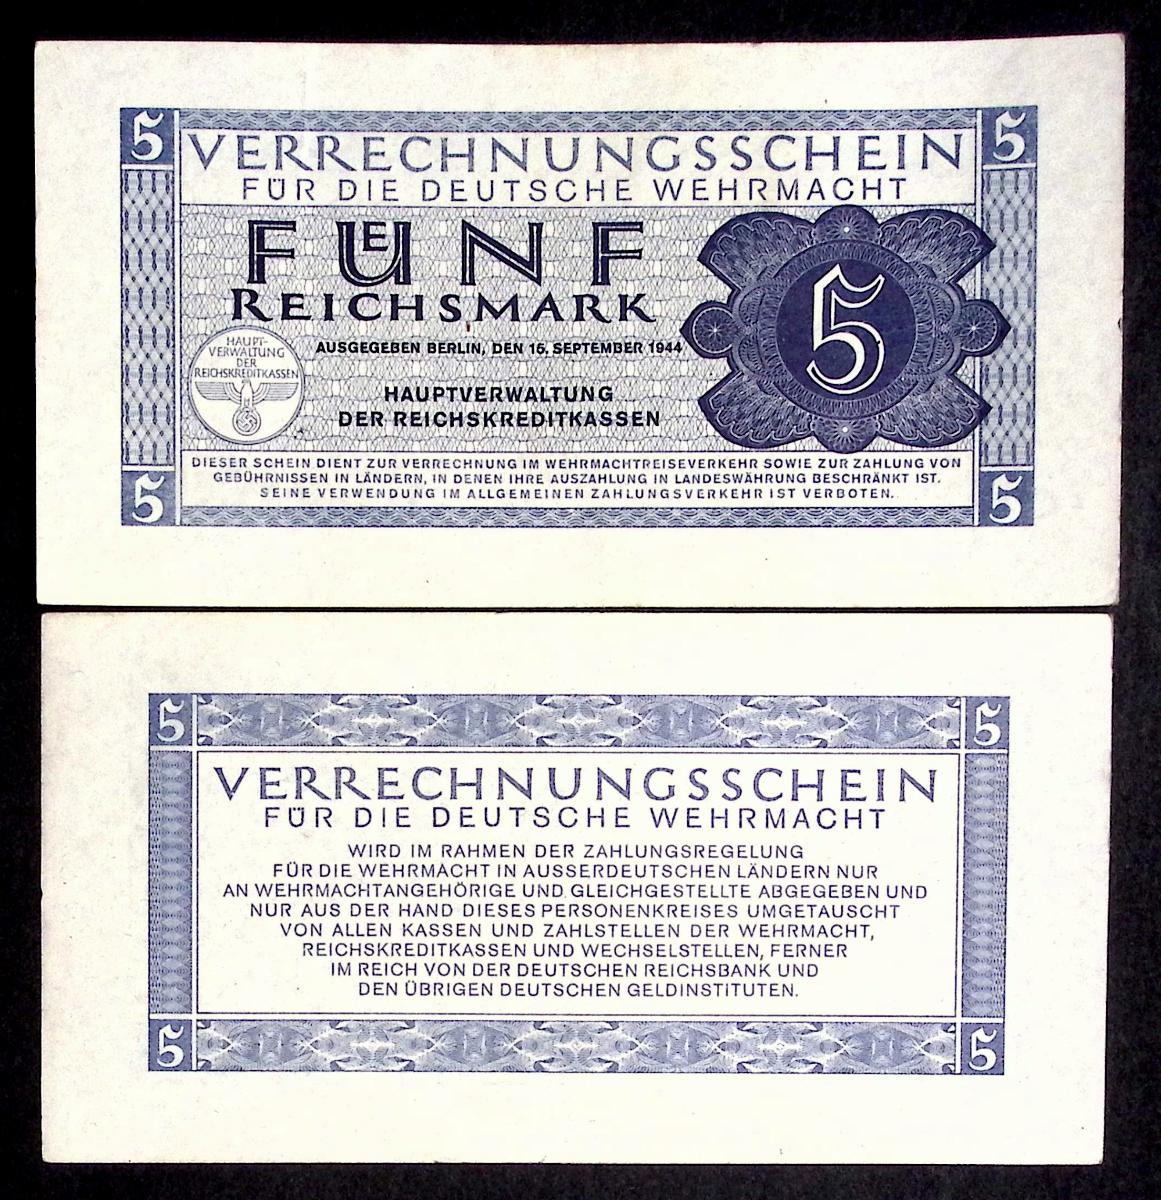 5 5
VERRECHNUNGSSCHEIN
FÜR DIE DEUTSCHE WEHRMACHT
FUENF
REICHSMARK
5
HAUPT-
VERWALTUNG
DER
REICHSKREDITKASSEN
AUSGEGEBEN BERLIN, DEN 15. SEPTEMBER 1944
HAUPTVERWALTUNG
DER REICHSKREDITKASSEN
DIESER SCHEIN DIENT ZUR VERRECHNUNG IM WEHRMACHTREISEVERKEHR SOWIE ZUR ZAHLUNG VON
GEBÜHRNISSEN IN LÄNDERN, IN DENEN IHRE AUSZAHLUNG IN LANDESWÄHRUNG BESCHRÄNKT IST.
SEINE VERWENDUNG IM ALLGEMEINEN ZAHLUNGSVERKEHR IST VERBOTEN.
5 5
5 5
VERRECHNUNGSSCHEIN
FÜR DIE DEUTSCHE WEHRMACHT
WIRD IM RAHMEN DER ZAHLUNGSREGELUNG
FÜR DIE WEHRMACHT IN AUSSERDEUTSCHEN LÄNDERN NUR
AN WEHRMACHTANGEHÖRIGE UND GLEICHGESTELLTE ABGEGEBEN UND
NUR AUS DER HAND DIESES PERSONENKREISES UMGETAUSCHT
VON ALLEN KASSEN UND ZAHLSTELLEN DER WEHRMACHT,
REICHSKREDITKASSEN UND WECHSELSTELLEN, FERNER
IM REICH VON DER DEUTSCHEN REICHSBANK UND
DEN ÜBRIGEN DEUTSCHEN GELDINSTITUTEN.
5 5